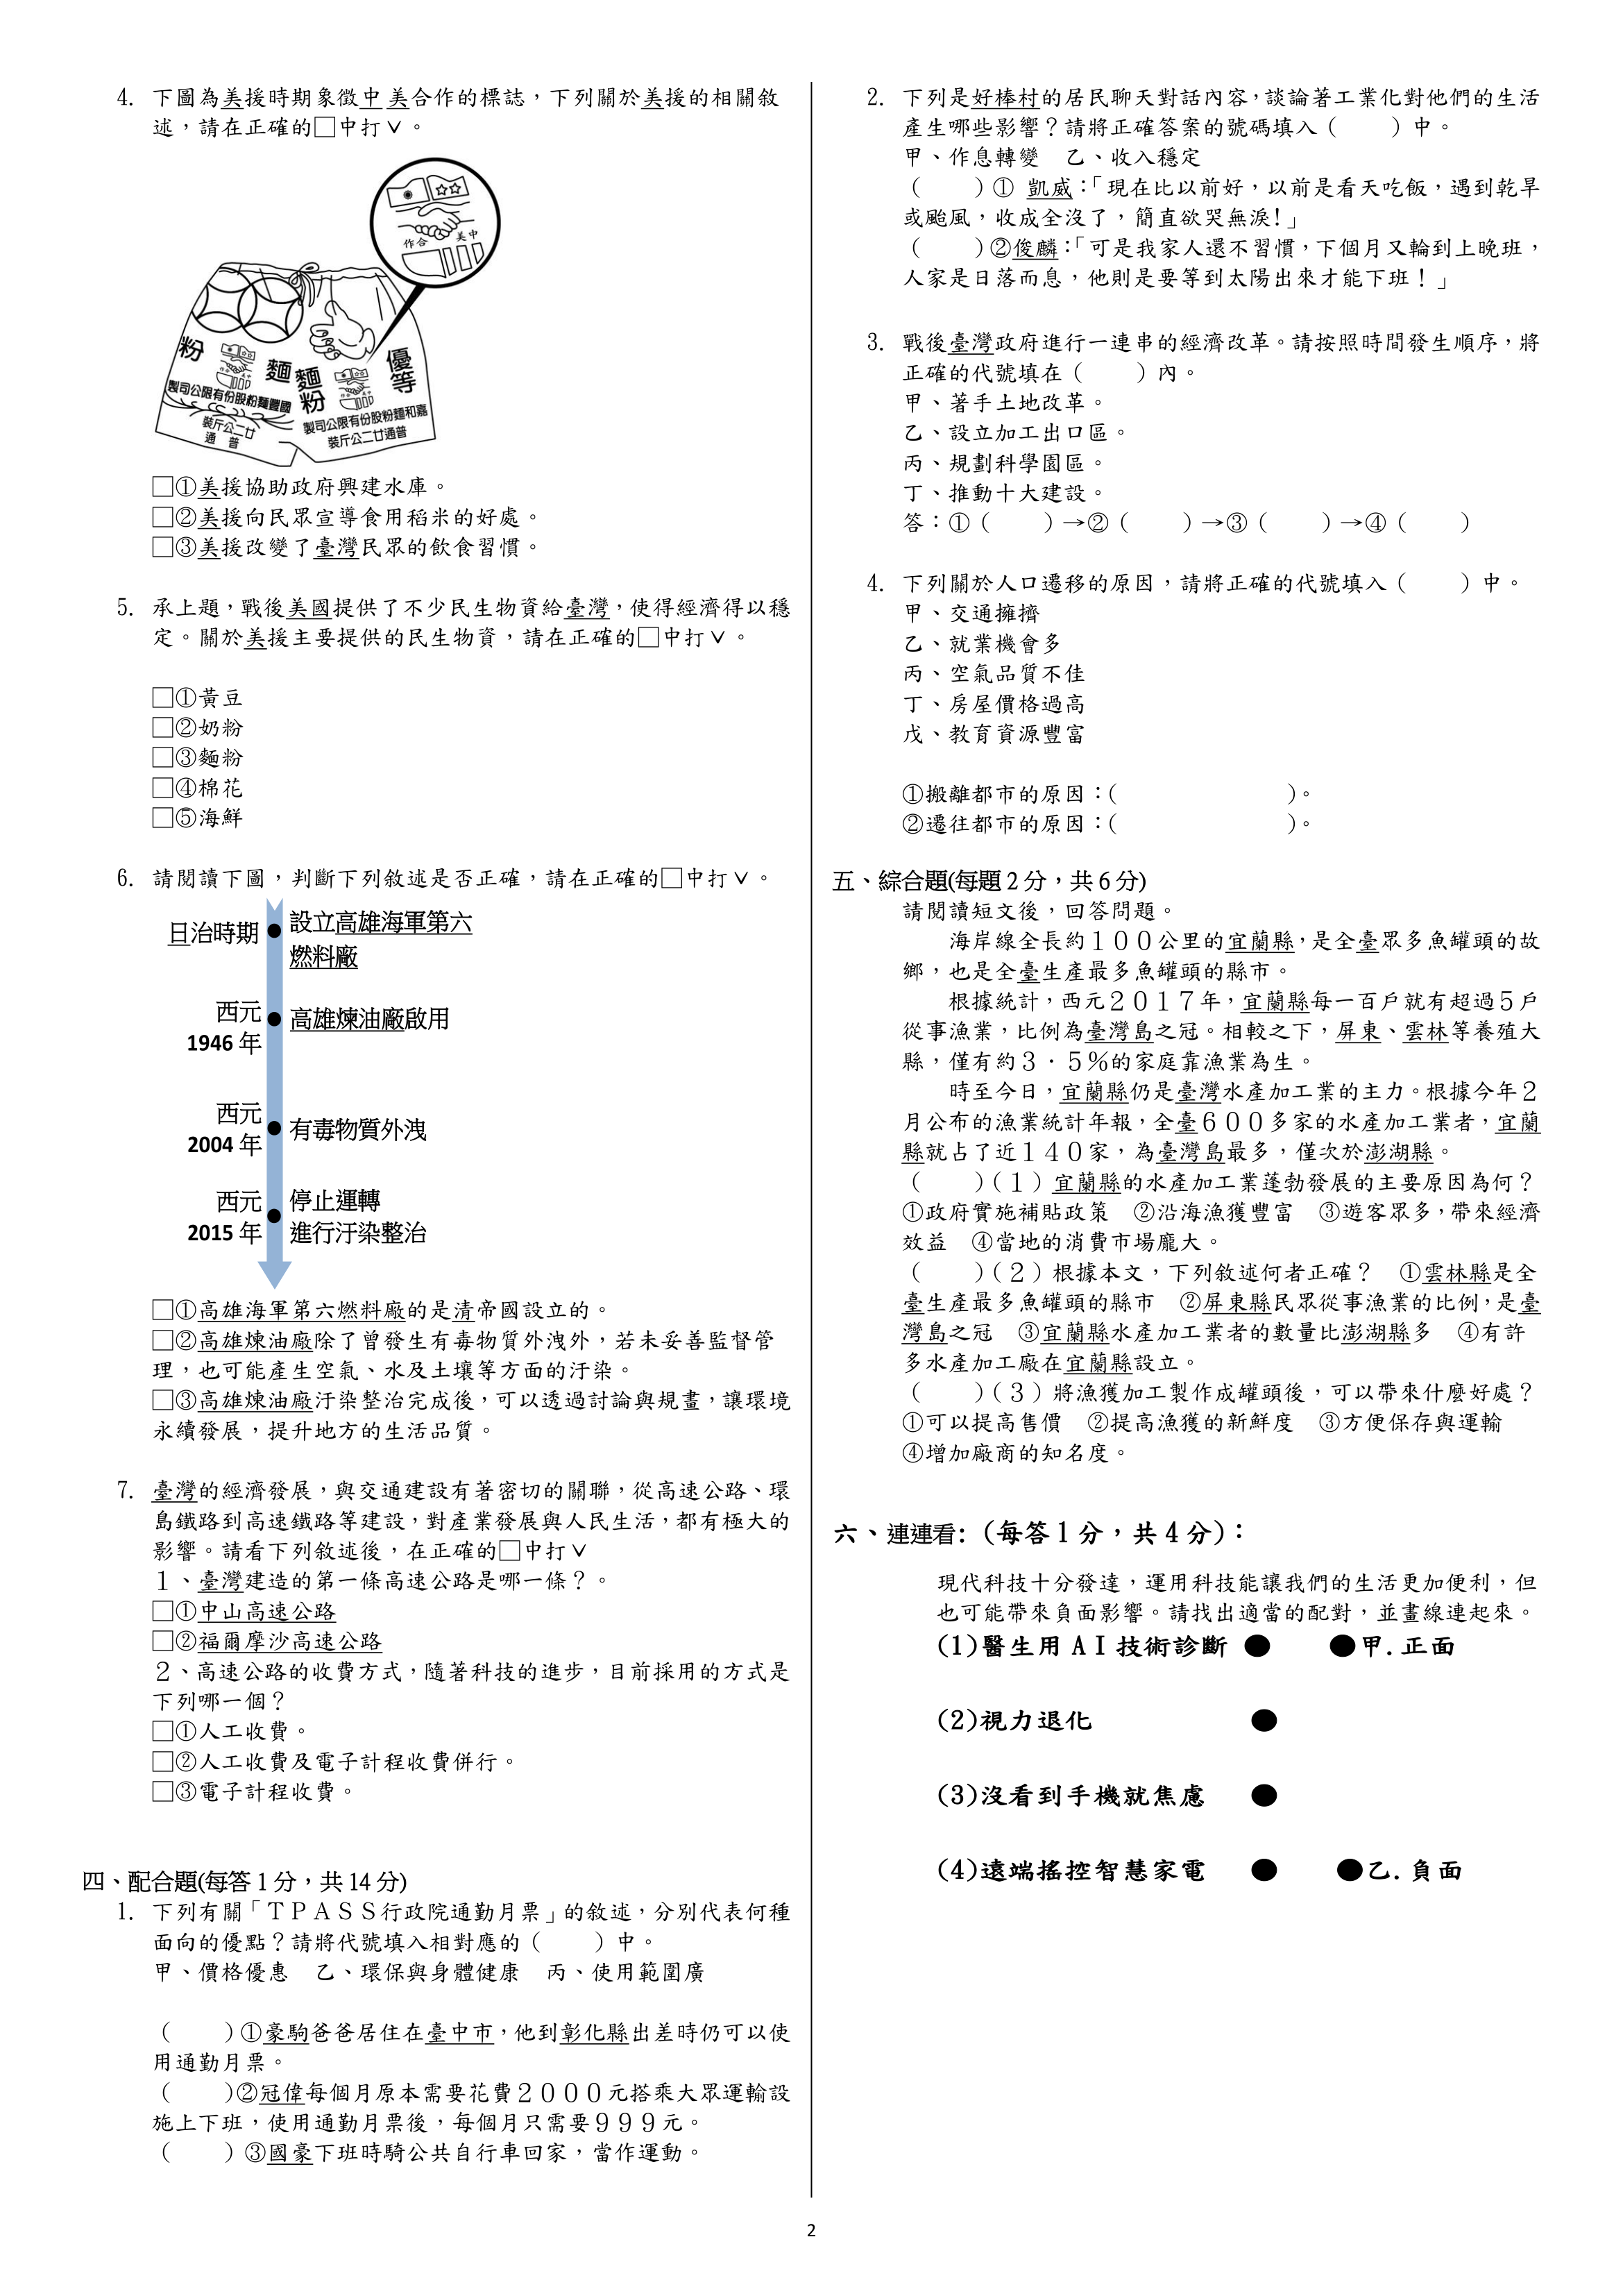 4. 下圖為美援時期象徵中美合作的標誌，下列關於美援的相關敘
述，請在正確的□中打ˇ。
作合 美中
粉 麵 麵粉 優等
製司公限有份股粉麵豐國
裝斤公二廿
通 普
製司公限有份股粉麵和嘉
裝斤公二廿通普
□①美援協助政府興建水庫。
□②美援向民眾宣導食用稻米的好處。
□③美援改變了臺灣民眾的飲食習慣。
5. 承上題，戰後美國提供了不少民生物資給臺灣，使得經濟得以穩
定。關於美援主要提供的民生物資，請在正確的□中打ˇ。
□①黃豆
□②奶粉
□③麵粉
□④棉花
□⑤海鮮
6. 請閱讀下圖，判斷下列敘述是否正確，請在正確的□中打ˇ。
日治時期 設立高雄海軍第六
燃料廠
西元
1946 年 高雄煉油廠啟用
西元
2004 年 有毒物質外洩
西元 停止運轉
2015 年 進行汙染整治
□①高雄海軍第六燃料廠的是清帝國設立的。
□②高雄煉油廠除了曾發生有毒物質外洩外，若未妥善監督管
理，也可能產生空氣、水及土壤等方面的汙染。
□③高雄煉油廠汙染整治完成後，可以透過討論與規畫，讓環境
永續發展，提升地方的生活品質。
7. 臺灣的經濟發展，與交通建設有著密切的關聯，從高速公路、環
島鐵路到高速鐵路等建設，對產業發展與人民生活，都有極大的
影響。請看下列敘述後，在正確的□中打ˇ
１、臺灣建造的第一條高速公路是哪一條？。
□①中山高速公路
□②福爾摩沙高速公路
２、高速公路的收費方式，隨著科技的進步，目前採用的方式是
下列哪一個？
□①人工收費。
□②人工收費及電子計程收費併行。
□③電子計程收費。
四、配合題(每答 1 分，共 14 分)
1. 下列有關「ＴＰＡＳＳ行政院通勤月票」的敘述，分別代表何種
面向的優點？請將代號填入相對應的（　　）中。
甲、價格優惠　乙、環保與身體健康　丙、使用範圍廣
（　　）①豪駒爸爸居住在臺中市，他到彰化縣出差時仍可以使
用通勤月票。
（　　）②冠偉每個月原本需要花費２０００元搭乘大眾運輸設
施上下班，使用通勤月票後，每個月只需要９９９元。
（　　）③國豪下班時騎公共自行車回家，當作運動。
2. 下列是好棒村的居民聊天對話內容，談論著工業化對他們的生活
產生哪些影響？請將正確答案的號碼填入（　　）中。
甲、作息轉變　乙、收入穩定
（　　）① 凱威：「現在比以前好，以前是看天吃飯，遇到乾旱
或颱風，收成全沒了，簡直欲哭無淚!」
（　　）②俊麟：「可是我家人還不習慣，下個月又輪到上晚班，
人家是日落而息，他則是要等到太陽出來才能下班！」
3. 戰後臺灣政府進行一連串的經濟改革。請按照時間發生順序，將
正確的代號填在（　　）內。
甲、著手土地改革。
乙、設立加工出口區。
丙、規劃科學園區。
丁、推動十大建設。
答：①（　　）→②（　　）→③（　　）→④（　　）
4. 下列關於人口遷移的原因，請將正確的代號填入（　　）中。
甲、交通擁擠
乙、就業機會多
丙、空氣品質不佳
丁、房屋價格過高
戊、教育資源豐富
①搬離都市的原因：(　　　　　　　)。
②遷往都市的原因：(　　　　　　　)。
五、綜合題(每題 2 分，共 6 分)
請閱讀短文後，回答問題。
海岸線全長約１００公里的宜蘭縣，是全臺眾多魚罐頭的故
鄉，也是全臺生產最多魚罐頭的縣市。
根據統計，西元２０１７年，宜蘭縣每一百戶就有超過５戶
從事漁業，比例為臺灣島之冠。相較之下，屏東、雲林等養殖大
縣，僅有約３．５％的家庭靠漁業為生。
時至今日，宜蘭縣仍是臺灣水產加工業的主力。根據今年２
月公布的漁業統計年報，全臺６００多家的水產加工業者，宜蘭
縣就占了近１４０家，為臺灣島最多，僅次於澎湖縣。
（　　）（１）宜蘭縣的水產加工業蓬勃發展的主要原因為何？
①政府實施補貼政策　②沿海漁獲豐富　③遊客眾多，帶來經濟
效益　④當地的消費市場龐大。
（　　）（２）根據本文，下列敘述何者正確？　①雲林縣是全
臺生產最多魚罐頭的縣市　②屏東縣民眾從事漁業的比例，是臺
灣島之冠　③宜蘭縣水產加工業者的數量比澎湖縣多　④有許
多水產加工廠在宜蘭縣設立。
（　　）（３）將漁獲加工製作成罐頭後，可以帶來什麼好處？
①可以提高售價　②提高漁獲的新鮮度　③方便保存與運輸
④增加廠商的知名度。
六、連連看:（每答 1 分，共 4 分）：
現代科技十分發達，運用科技能讓我們的生活更加便利，但
也可能帶來負面影響。請找出適當的配對，並畫線連起來。
(1)醫生用 AI 技術診斷 ● ●甲.正面
(2)視力退化 ●
(3)沒看到手機就焦慮 ●
(4)遠端搖控智慧家電 ● ●乙.負面
2